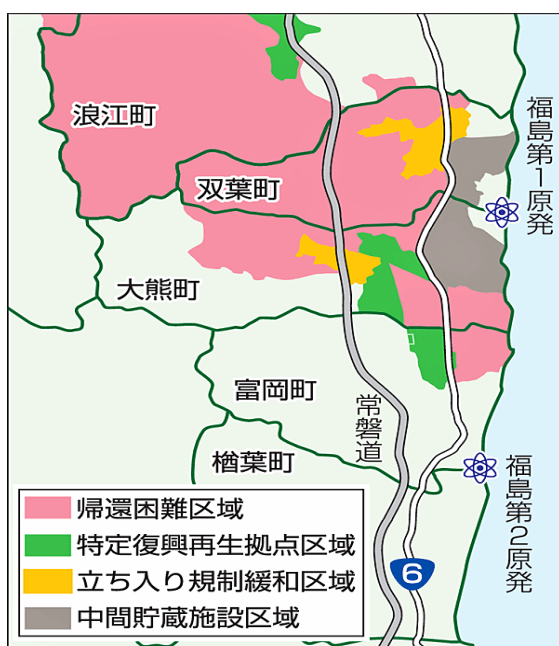 浪江町
双葉町
大熊町
富岡町
楢葉町
常磐道
福島第1原発
福島第2原発
6
帰還困難区域
特定復興再生拠点区域
立ち入り規制緩和区域
中間貯蔵施設区域